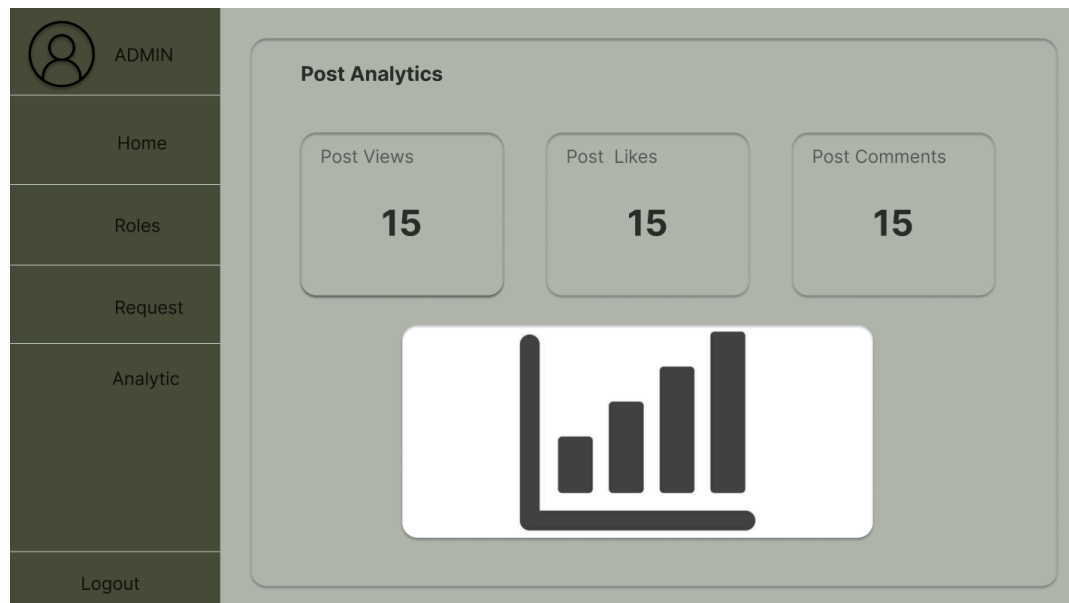 ADMIN
Home
Roles
Request
Analytic
Logout
Post Analytics
Post Views
15
Post  Likes
15
Post Comments
15